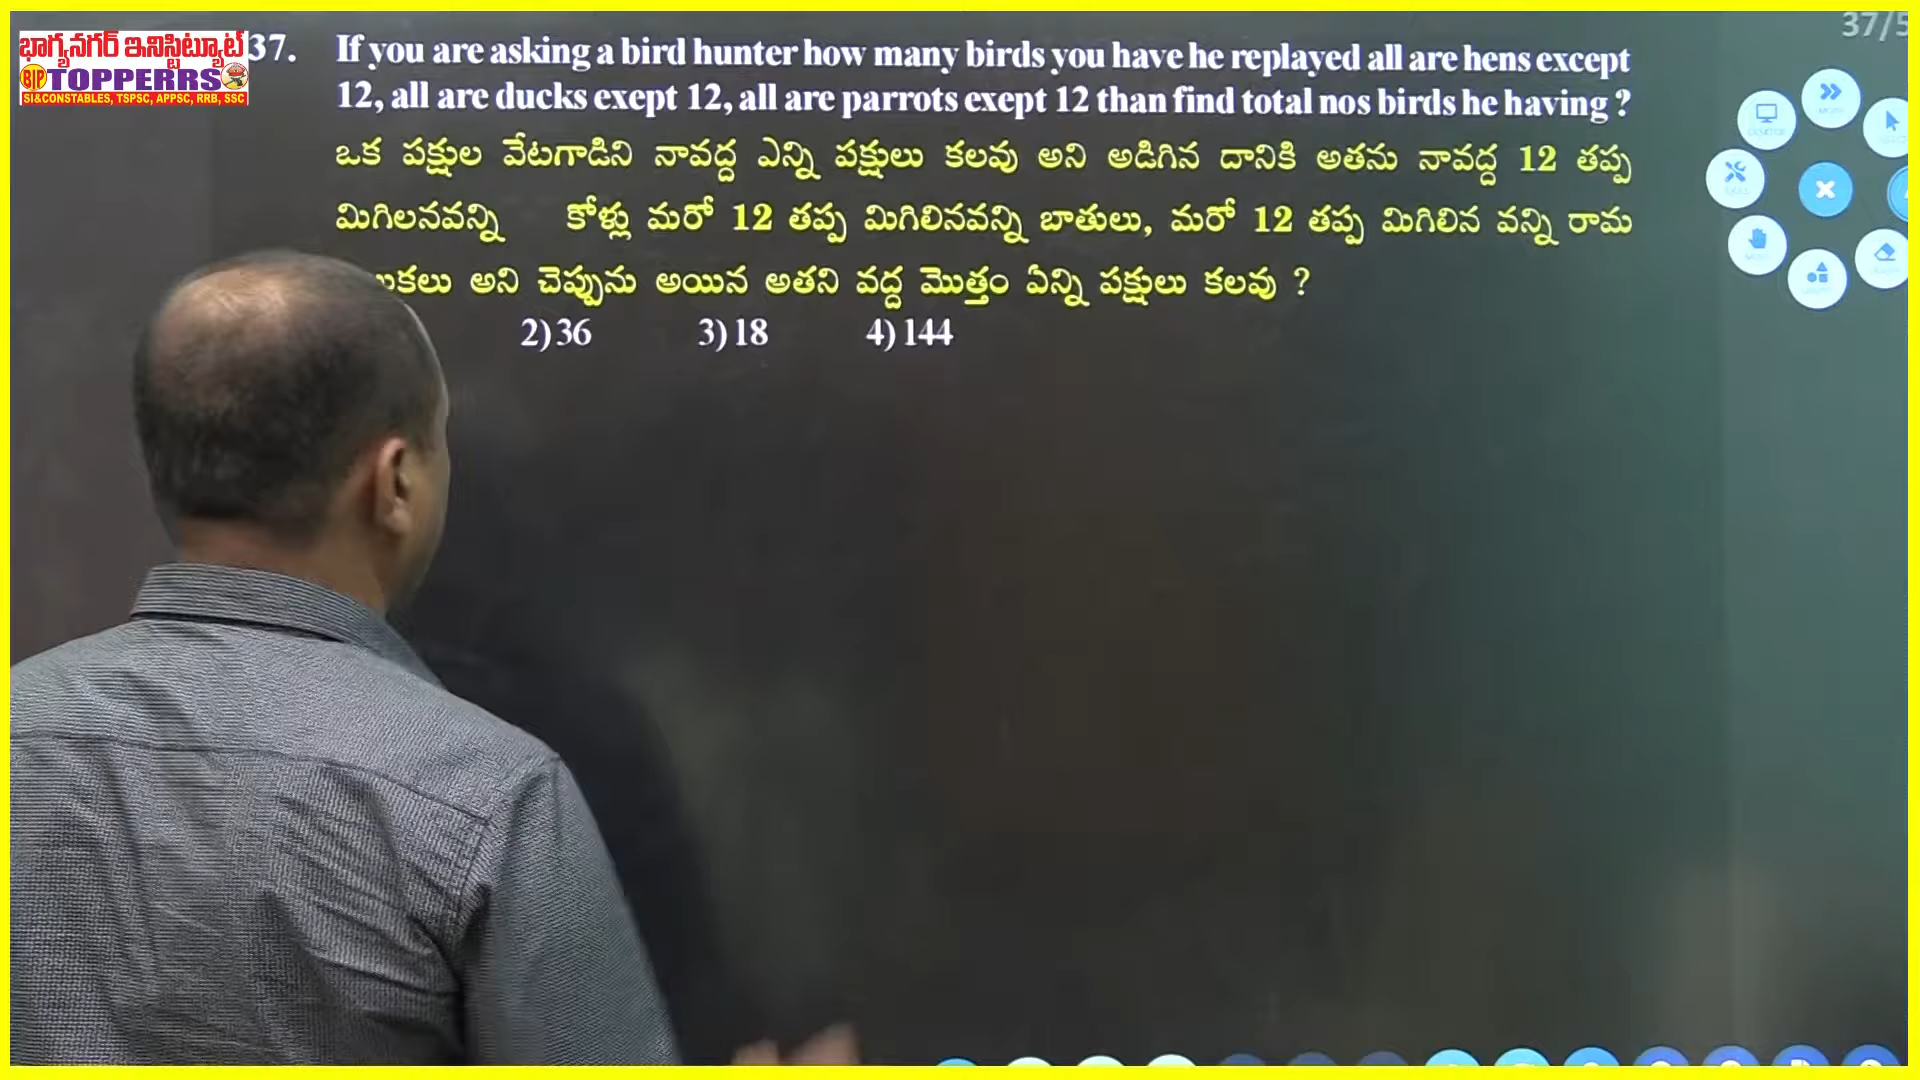 37/5
భాగ్యనగర్ ఇనిస్టిట్యూట్
BIP TOPPERRS
SI&CONSTABLES, TSPSC, APPSC, RRB, SSC
37. If you are asking a bird hunter how many birds you have he replayed all are hens except
12, all are ducks exept 12, all are parrots exept 12 than find total nos birds he having ?
ఒక పక్షుల వేటగాడిని నావద్ద ఎన్ని పక్షులు కలవు అని అడిగిన దానికి అతను నావద్ద 12 తప్ప
మిగిలనవన్ని కోళ్లు మరో 12 తప్ప మిగిలినవన్ని బాతులు, మరో 12 తప్ప మిగిలిన వన్ని రామ
అని చెప్పును అయిన అతని వద్ద మొత్తం ఏన్ని పక్షులు కలవు ?
2) 36 3) 18 4) 144